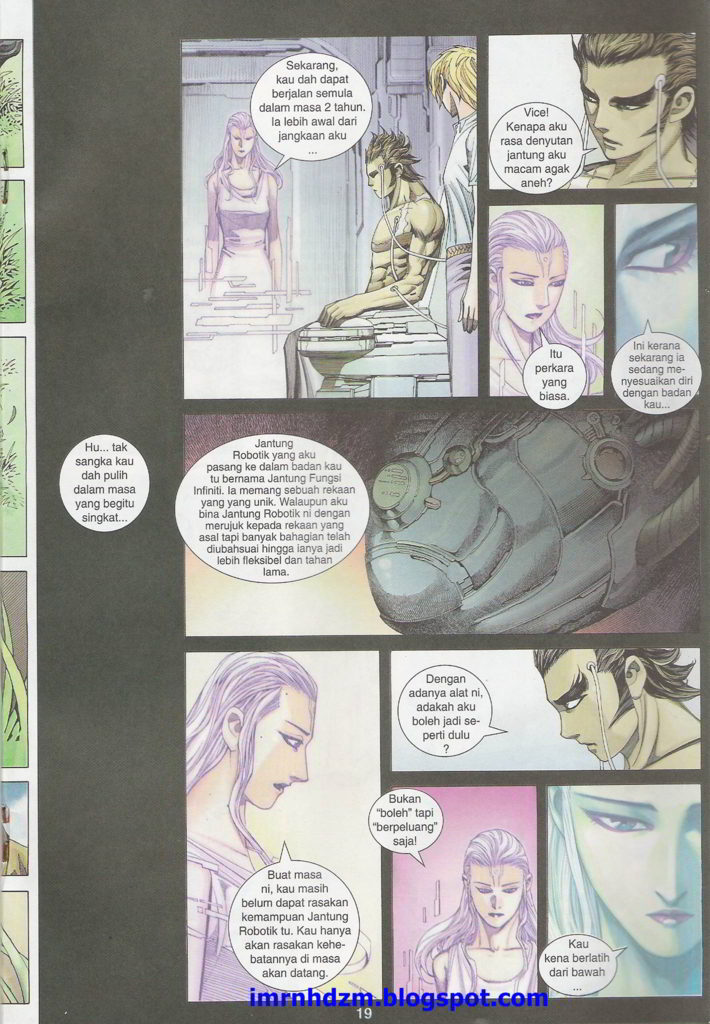 Sekarang,
kau dah dapat
berjalan semula
dalam masa 2 tahun.
Ia lebih awal dari
jangkaan aku
...
Vice!
Kenapa aku
rasa denyutan
jantung aku
macam agak
aneh?
Itu
perkara
yang
biasa.
Ini kerana
sekarang ia
sedang me-
nyesuaikan diri
dengan badan
kau...
Hu... tak
sangka kau
dah pulih
dalam masa
yang begitu
singkat...
Jantung
Robotik yang aku
pasang ke dalam badan kau
tu bernama Jantung Fungsi
Infiniti. Ia memang sebuah rekaan
yang yang unik. Walaupun aku
bina Jantung Robotik ni dengan
merujuk kepada rekaan yang
asal tapi banyak bahagian telah
diubahsuai hingga ianya jadi
lebih fleksibel dan tahan
lama.
Dengan
adanya alat ni,
adakah aku
boleh jadi se-
perti dulu
?
Bukan
"boleh" tapi
"berpeluang"
saja!
Buat masa
ni, kau masih
belum dapat rasakan
kemampuan Jantung
Robotik tu. Kau hanya
akan rasakan kehe-
batannya di masa
akan datang.
Kau
kena berlatih
dari bawah
...
imrnhdzm.blogspot.com
19